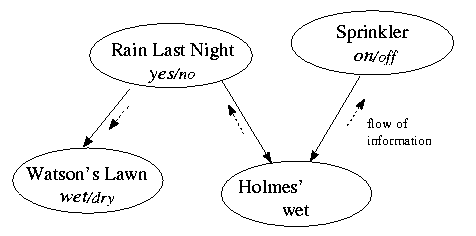 Rain Last Night
yes/no
Sprinkler
on/off
flow of
information
Watson's Lawn
wet/dry
Holmes'
wet